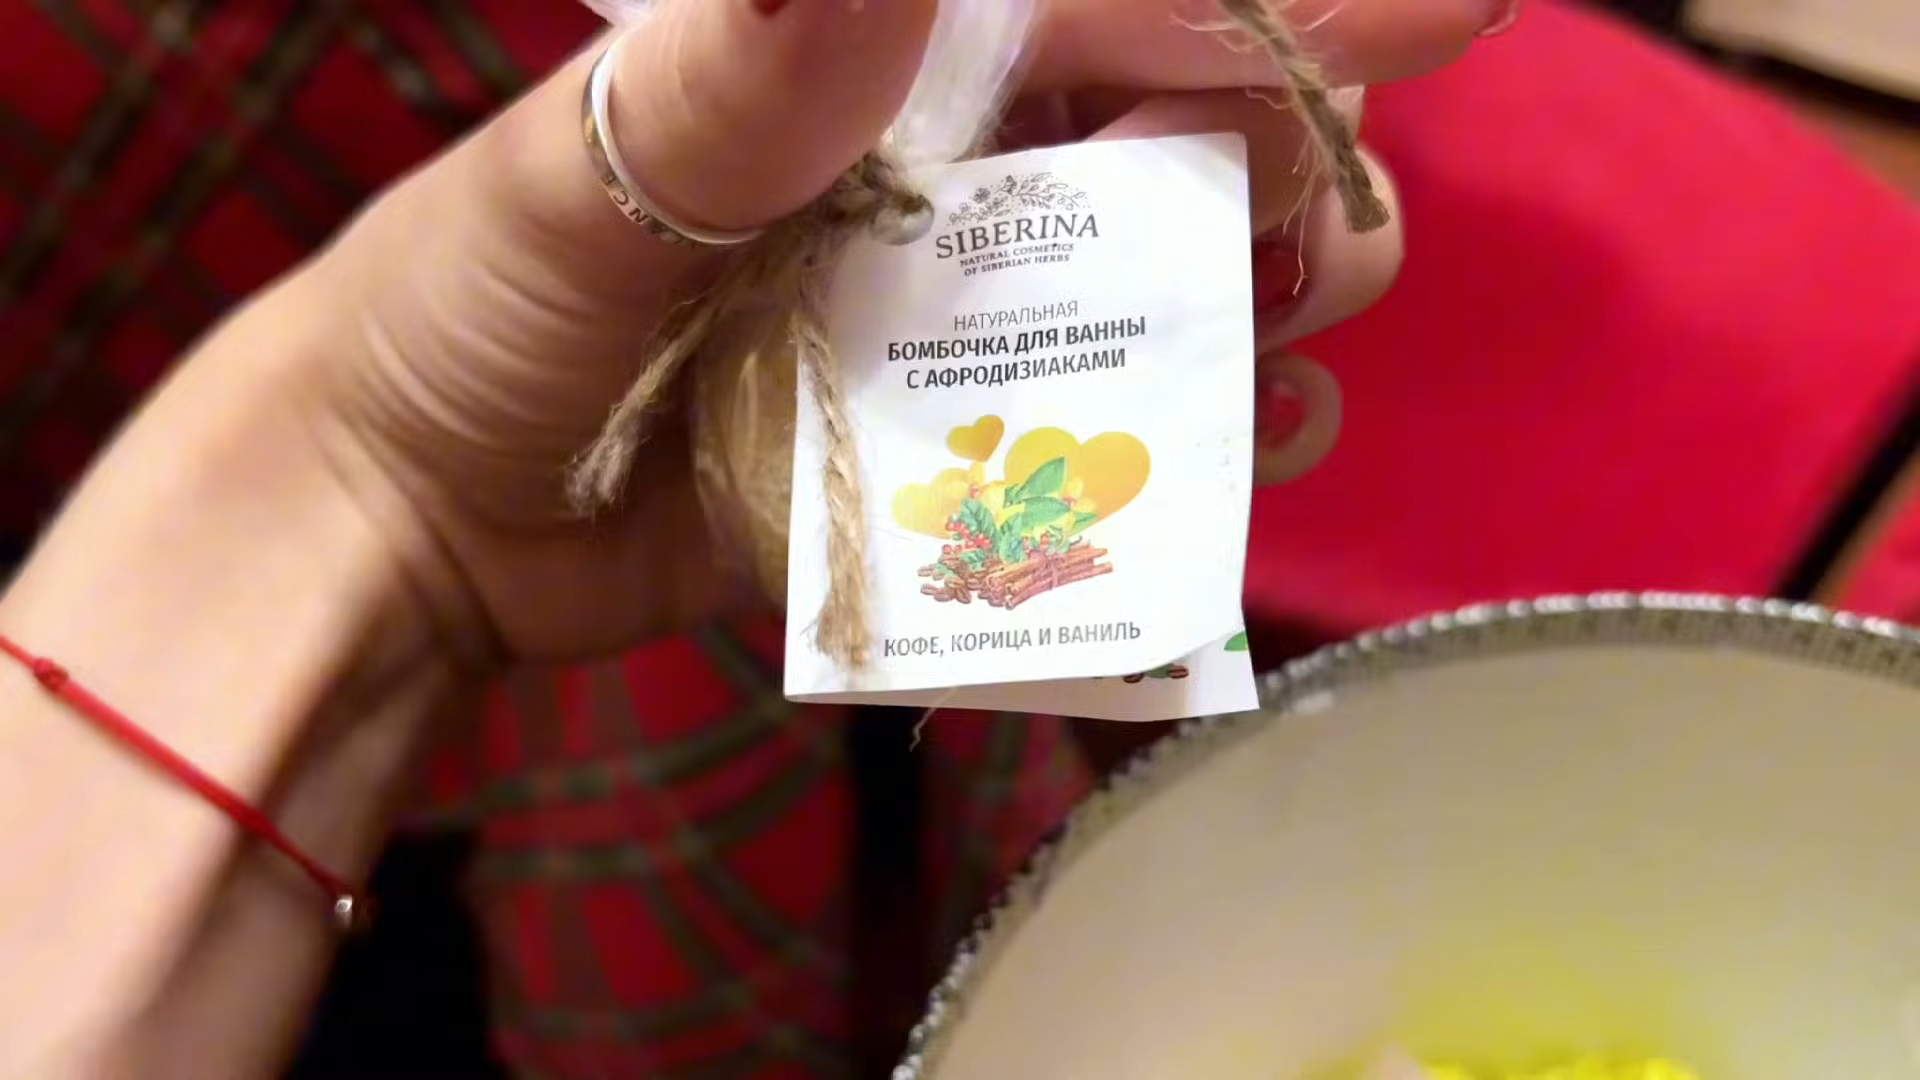 SIBERINA
NATURAL COSMETICS
OF SIBERIAN HERBS
НАТУРАЛЬНАЯ
БОМБОЧКА ДЛЯ ВАННЫ
С АФРОДИЗИАКАМИ
КОФЕ, КОРИЦА И ВАНИЛЬ